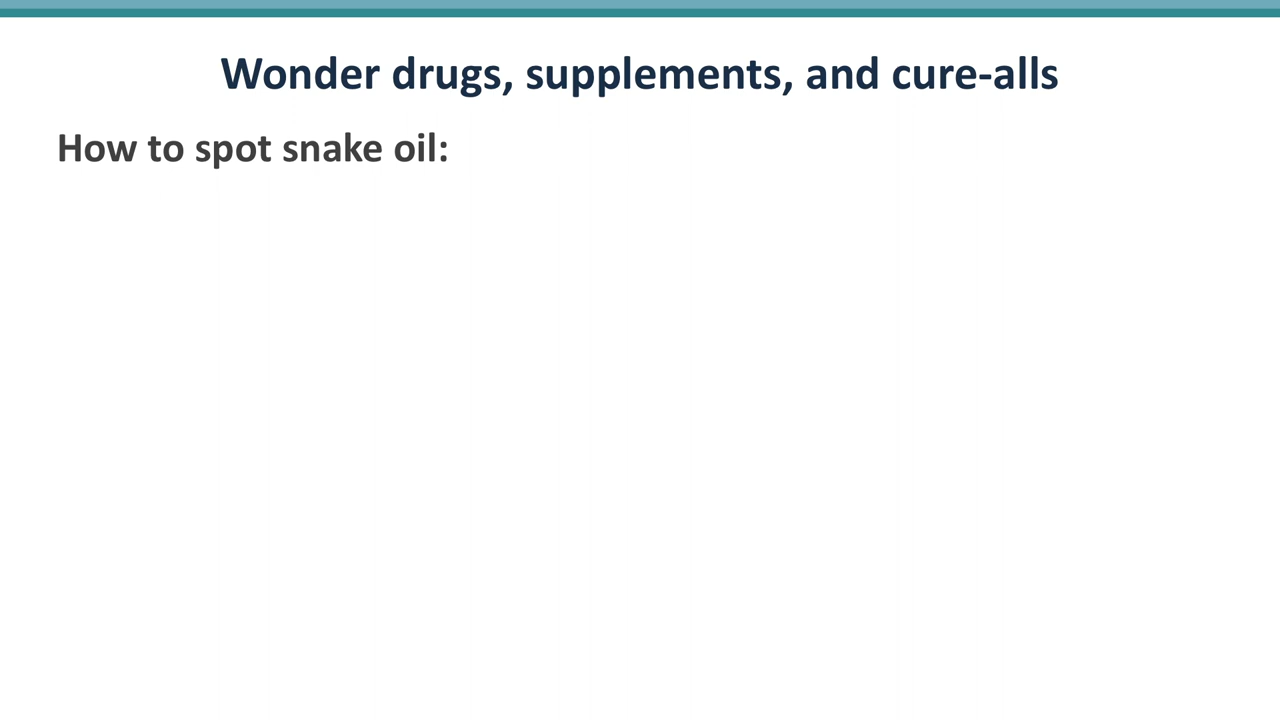 Wonder drugs, supplements, and cure-alls
How to spot snake oil: